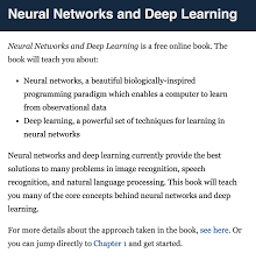 Neural Networks and Deep Learning
Neural Networks and Deep Learning is a free online book. The
book will teach you about:
• Neural networks, a beautiful biologically-inspired
programming paradigm which enables a computer to learn
from observational data
• Deep learning, a powerful set of techniques for learning in
neural networks
Neural networks and deep learning currently provide the best
solutions to many problems in image recognition, speech
recognition, and natural language processing. This book will teach
you many of the core concepts behind neural networks and deep
learning.
For more details about the approach taken in the book, see here. Or
you can jump directly to Chapter 1 and get started.